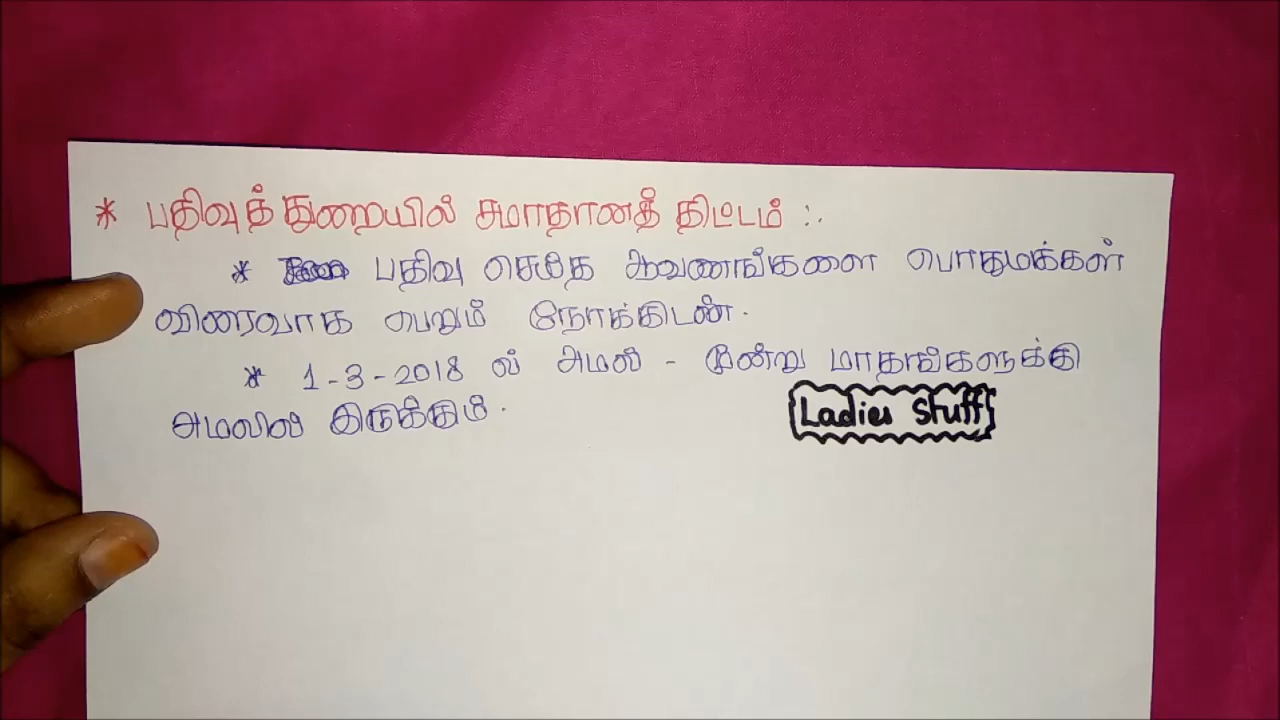 * பதிவுத் துறையில் சமாதானத் திட்டம் :.
* பதிவு செய்த ஆவணங்களை பொதுமக்கள்
விரைவாக பெறும் நோக்கிடன்.
* 1-3-2018 ல் அமல் - மூன்று மாதங்களுக்கு
அமலில் இருக்கும்.
Ladies Stuff